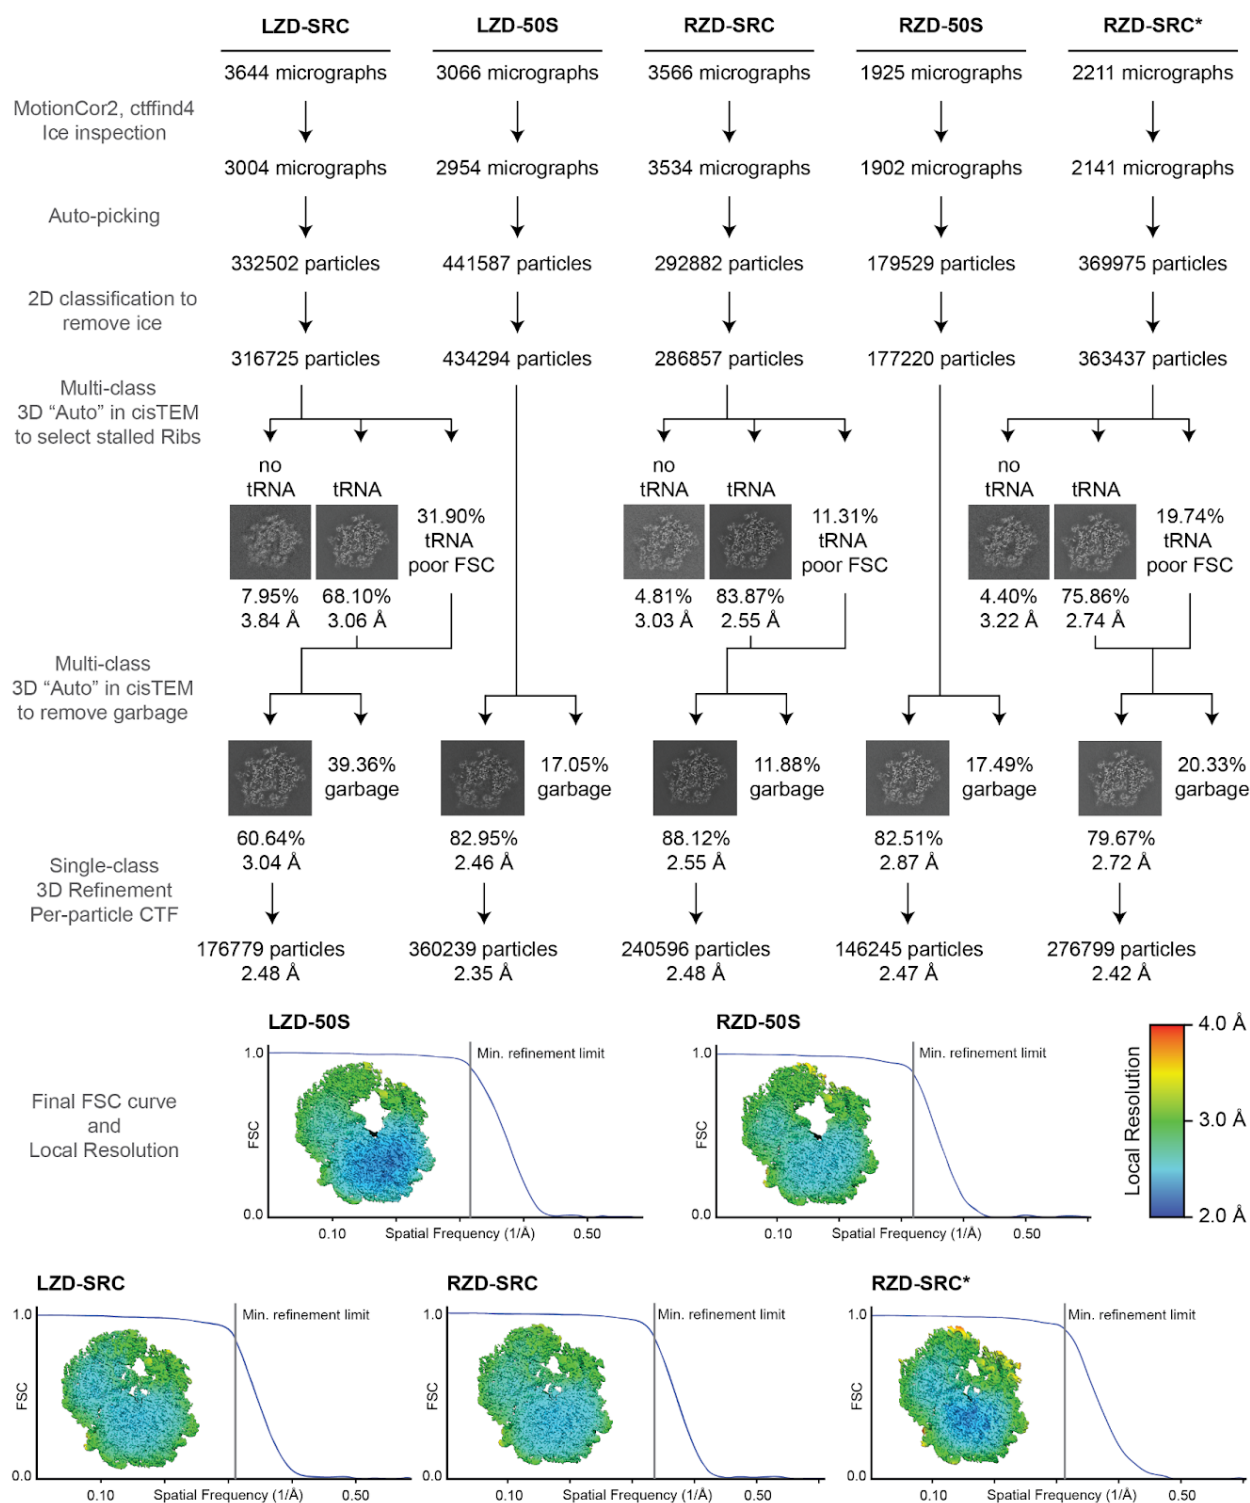 LZD-SRC
LZD-50S
RZD-SRC
RZD-50S
RZD-SRC*
3644 micrographs
3066 micrographs
3566 micrographs
1925 micrographs
2211 micrographs
MotionCor2, ctffind4
Ice inspection
3004 micrographs
2954 micrographs
3534 micrographs
1902 micrographs
2141 micrographs
Auto-picking
332502 particles
441587 particles
292882 particles
179529 particles
369975 particles
2D classification to
remove ice
316725 particles
434294 particles
286857 particles
177220 particles
363437 particles
Multi-class
3D “Auto” in cisTEM
to select stalled Ribs
no
tRNA
tRNA
31.90%
tRNA
poor FSC
7.95%
3.84 Å
68.10%
3.06 Å
no
tRNA
tRNA
11.31%
tRNA
poor FSC
4.81%
3.03 Å
83.87%
2.55 Å
no
tRNA
tRNA
19.74%
tRNA
poor FSC
4.40%
3.22 Å
75.86%
2.74 Å
Multi-class
3D “Auto” in cisTEM
to remove garbage
39.36%
garbage
17.05%
garbage
11.88%
garbage
17.49%
garbage
20.33%
garbage
60.64%
3.04 Å
82.95%
2.46 Å
88.12%
2.55 Å
82.51%
2.87 Å
79.67%
2.72 Å
Single-class
3D Refinement
Per-particle CTF
176779 particles
2.48 Å
360239 particles
2.35 Å
240596 particles
2.48 Å
146245 particles
2.47 Å
276799 particles
2.42 Å
Final FSC curve
and
Local Resolution
LZD-50S
1.0
Min. refinement limit
FSC
0.0
0.10
Spatial Frequency (1/Å)
0.50
RZD-50S
1.0
Min. refinement limit
FSC
0.0
0.10
Spatial Frequency (1/Å)
0.50
Local Resolution
4.0 Å
3.0 Å
2.0 Å
LZD-SRC
1.0
Min. refinement limit
FSC
0.0
0.10
Spatial Frequency (1/Å)
0.50
RZD-SRC
1.0
Min. refinement limit
FSC
0.0
0.10
Spatial Frequency (1/Å)
0.50
RZD-SRC*
1.0
Min. refinement limit
FSC
0.0
0.10
Spatial Frequency (1/Å)
0.50